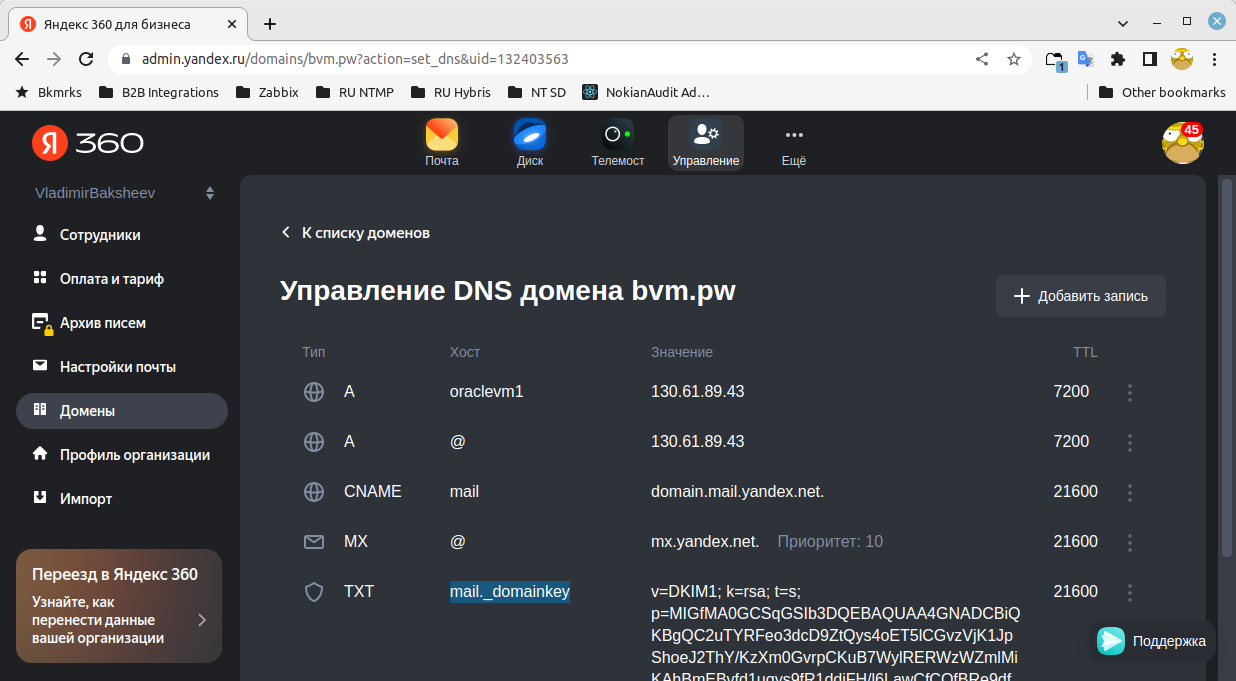 Яндекс 360 для бизнеса
admin.yandex.ru/domains/bvm.pw?action=set_dns&uid=132403563
1
Bkmrks B2B Integrations Zabbix RU NTMP RU Hybris NT SD NokianAudit Ad… Other bookmarks
Я 360
Почта Диск Телемост Управление Ещё
45
VladimirBaksheev
Сотрудники
Оплата и тариф
Архив писем
Настройки почты
Домены
Профиль организации
Импорт
Переезд в Яндекс 360
Узнайте, как
перенести данные
вашей организации
К списку доменов
Управление DNS домена bvm.pw
Добавить запись
Тип Хост Значение TTL
A oraclevm1 130.61.89.43 7200
A @ 130.61.89.43 7200
CNAME mail domain.mail.yandex.net. 21600
MX @ mx.yandex.net. Приоритет: 10 21600
TXT mail._domainkey v=DKIM1; k=rsa; t=s; 21600
p=MIGfMA0GCSqGSIb3DQEBAQUAA4GNADCBiQ
KBgQC2uTYRFeo3dcD9ZtQys4oET5lCGvzVjK1Jp
ShoeJ2ThY/KzXm0GvrpCKuB7WylRERWzWZmlMi
Поддержка